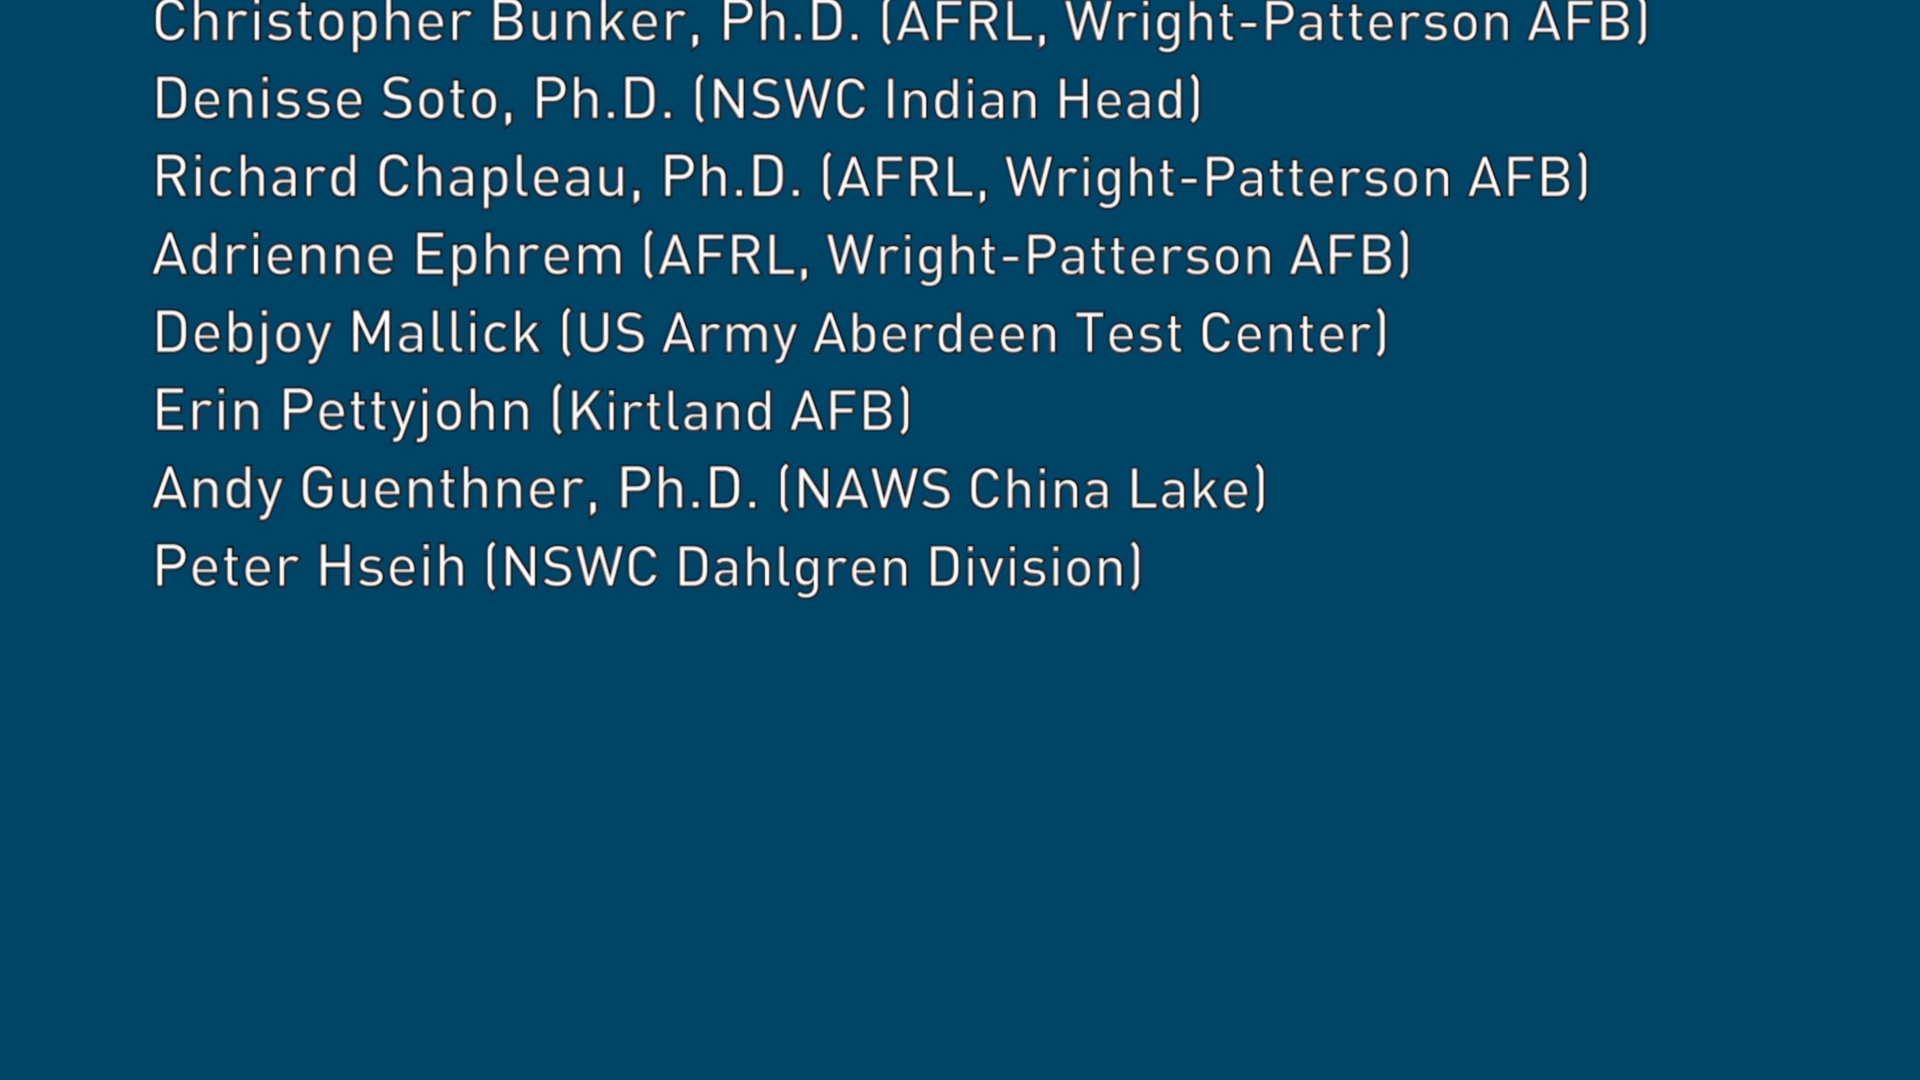 Christopher Bunker, Ph.D. (AFRL, Wright-Patterson AFB)
Denisse Soto, Ph.D. (NSWC Indian Head)
Richard Chapleau, Ph.D. (AFRL, Wright-Patterson AFB)
Adrienne Ephrem (AFRL, Wright-Patterson AFB)
Debjoy Mallick (US Army Aberdeen Test Center)
Erin Pettyjohn (Kirtland AFB)
Andy Guenthner, Ph.D. (NAWS China Lake)
Peter Hseih (NSWC Dahlgren Division)